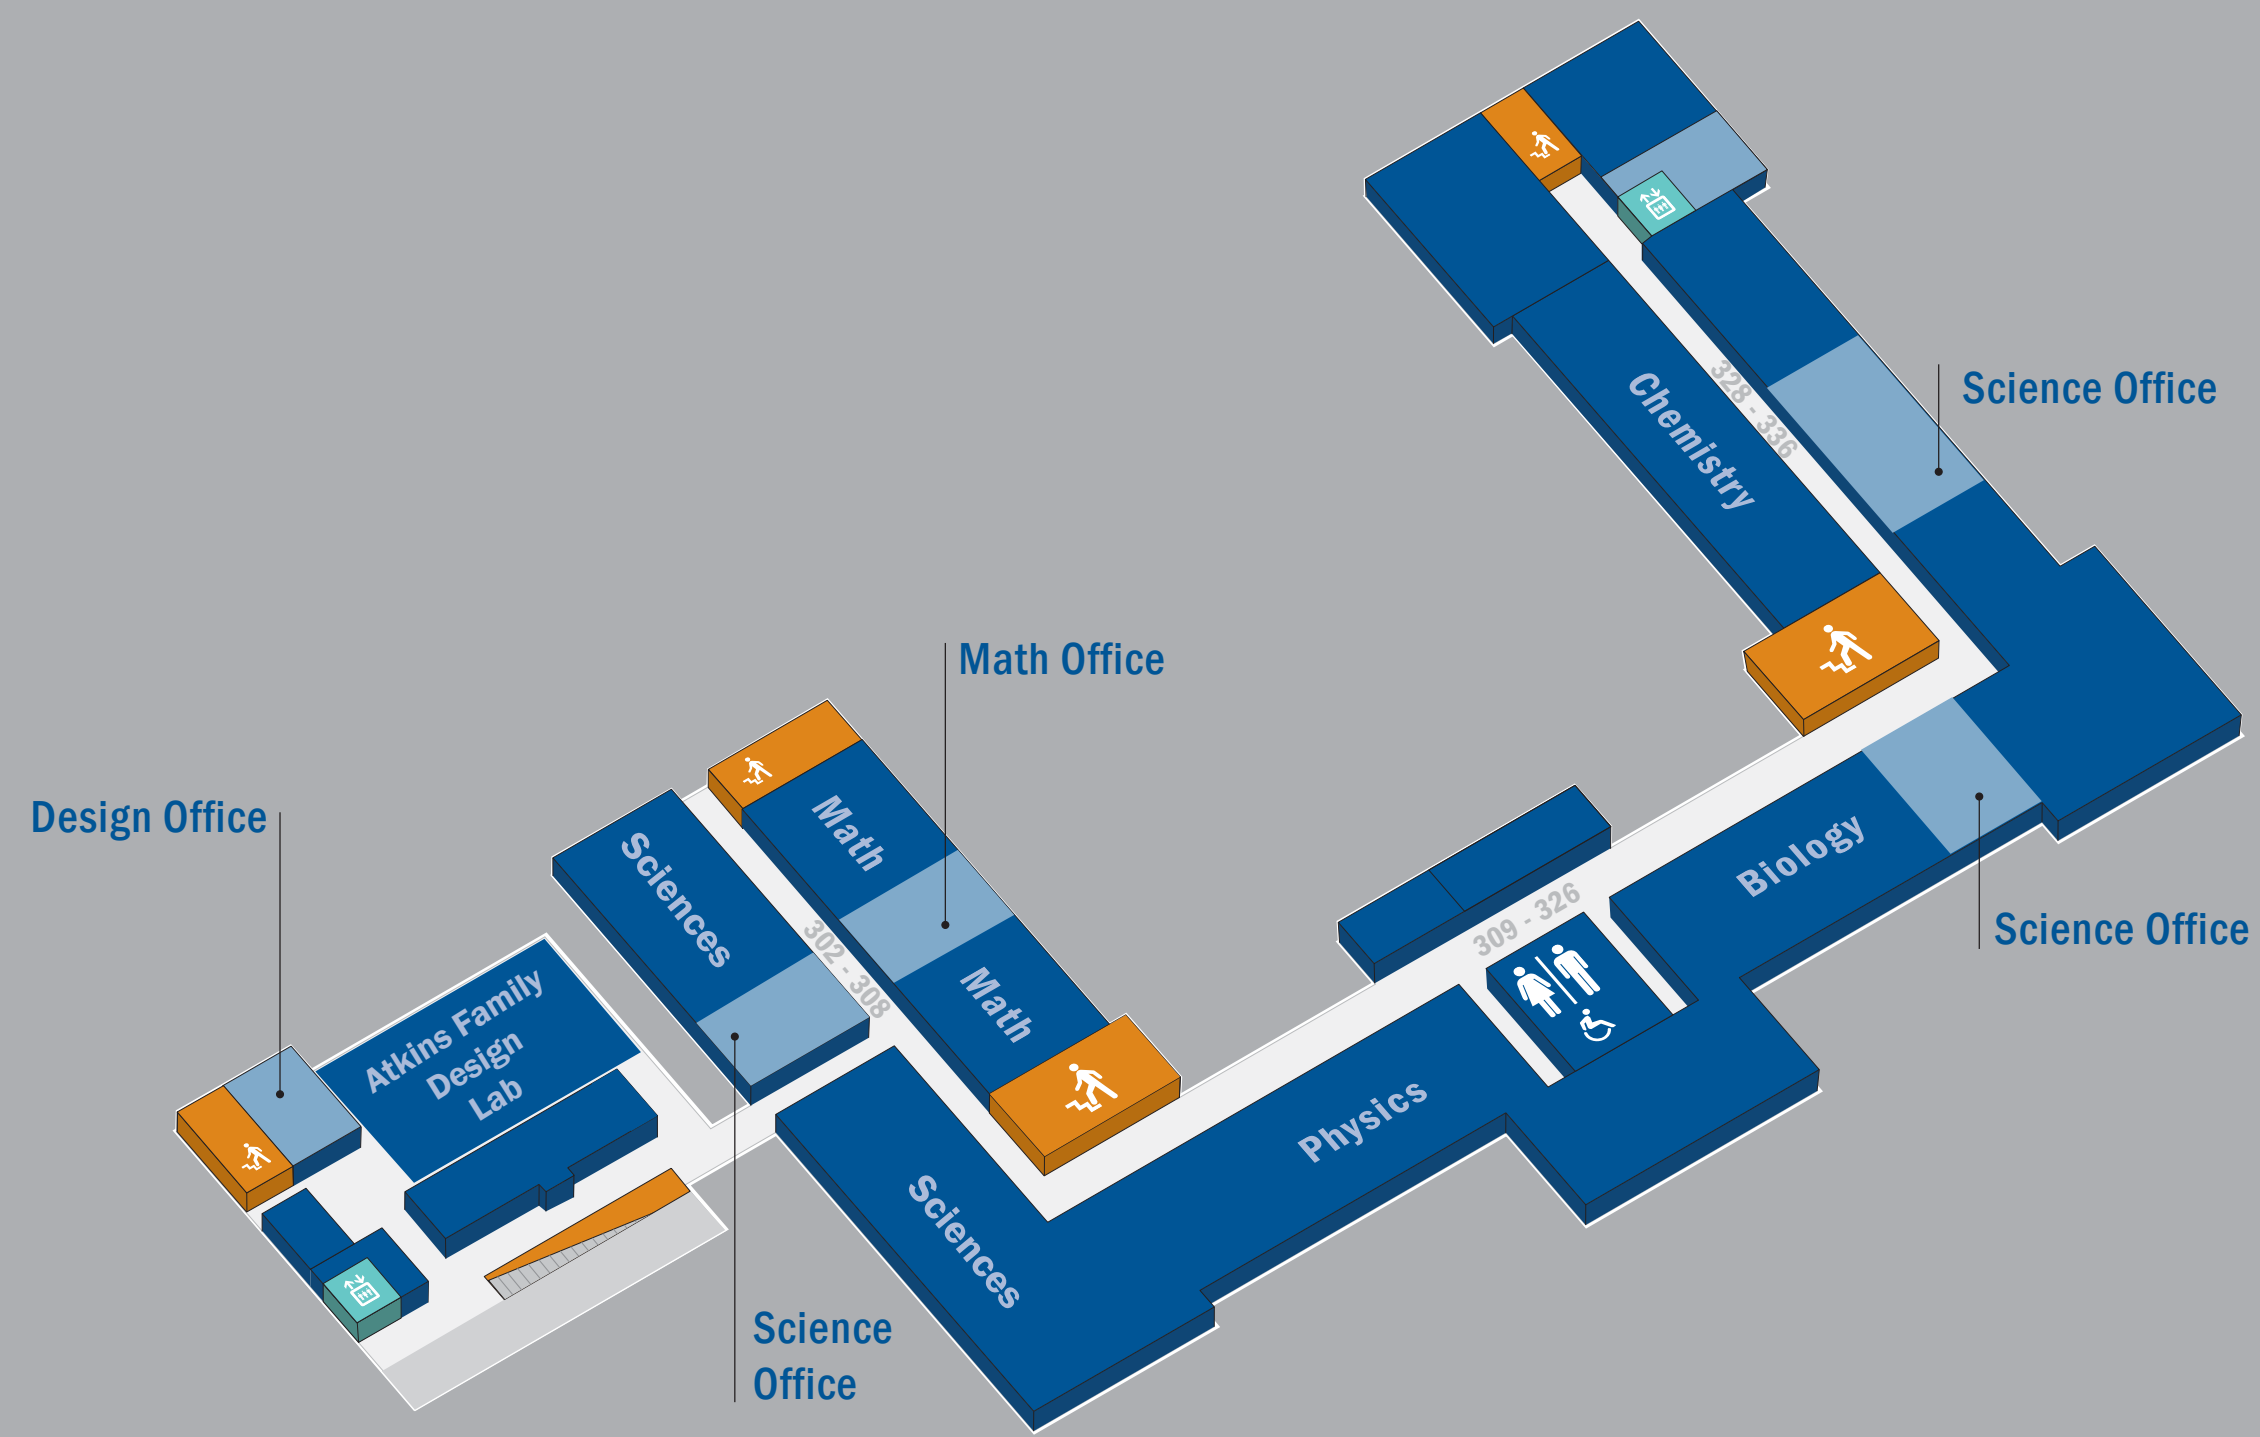 Science Office
Chemistry
328 - 336
Math Office
Design Office
Math
Sciences
Biology
309 - 326
Science Office
302 - 308
Math
Atkins Family
Design
Lab
Physics
Sciences
Science
Office